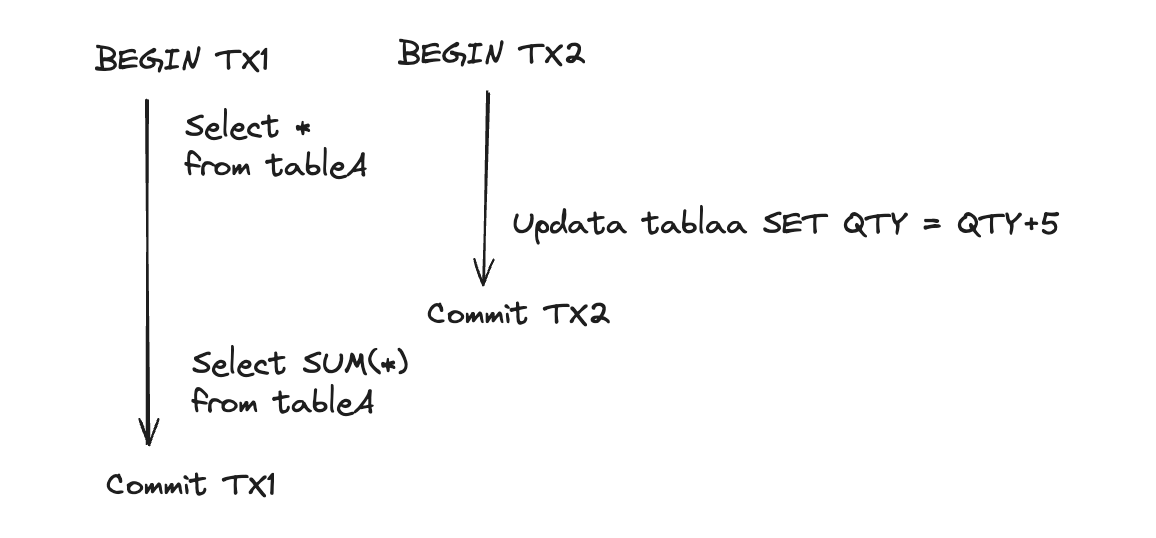 BEGIN TX1
BEGIN TX2
Select *
from tableA
Updata tablaa SET QTY = QTY+5
Commit TX2
Select SUM(*)
from tableA
Commit TX1